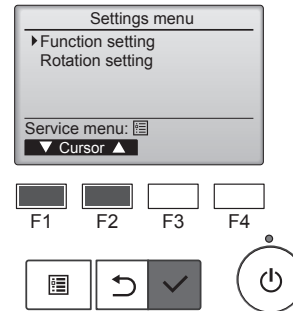 Settings menu
Function setting
Rotation setting
Service menu:
▼ Cursor ▲
F1 F2 F3 F4